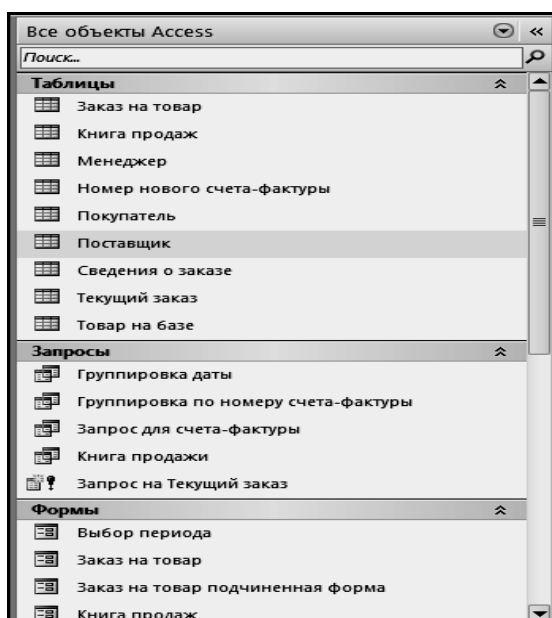 Все объекты Access
Поиск...
Таблицы
Заказ на товар
Книга продаж
Менеджер
Номер нового счета-фактуры
Покупатель
Поставщик
Сведения о заказе
Текущий заказ
Товар на базе
Запросы
Группировка даты
Группировка по номеру счета-фактуры
Запрос для счета-фактуры
Книга продажи
Запрос на Текущий заказ
Формы
Выбор периода
Заказ на товар
Заказ на товар подчиненная форма
Книга продаж